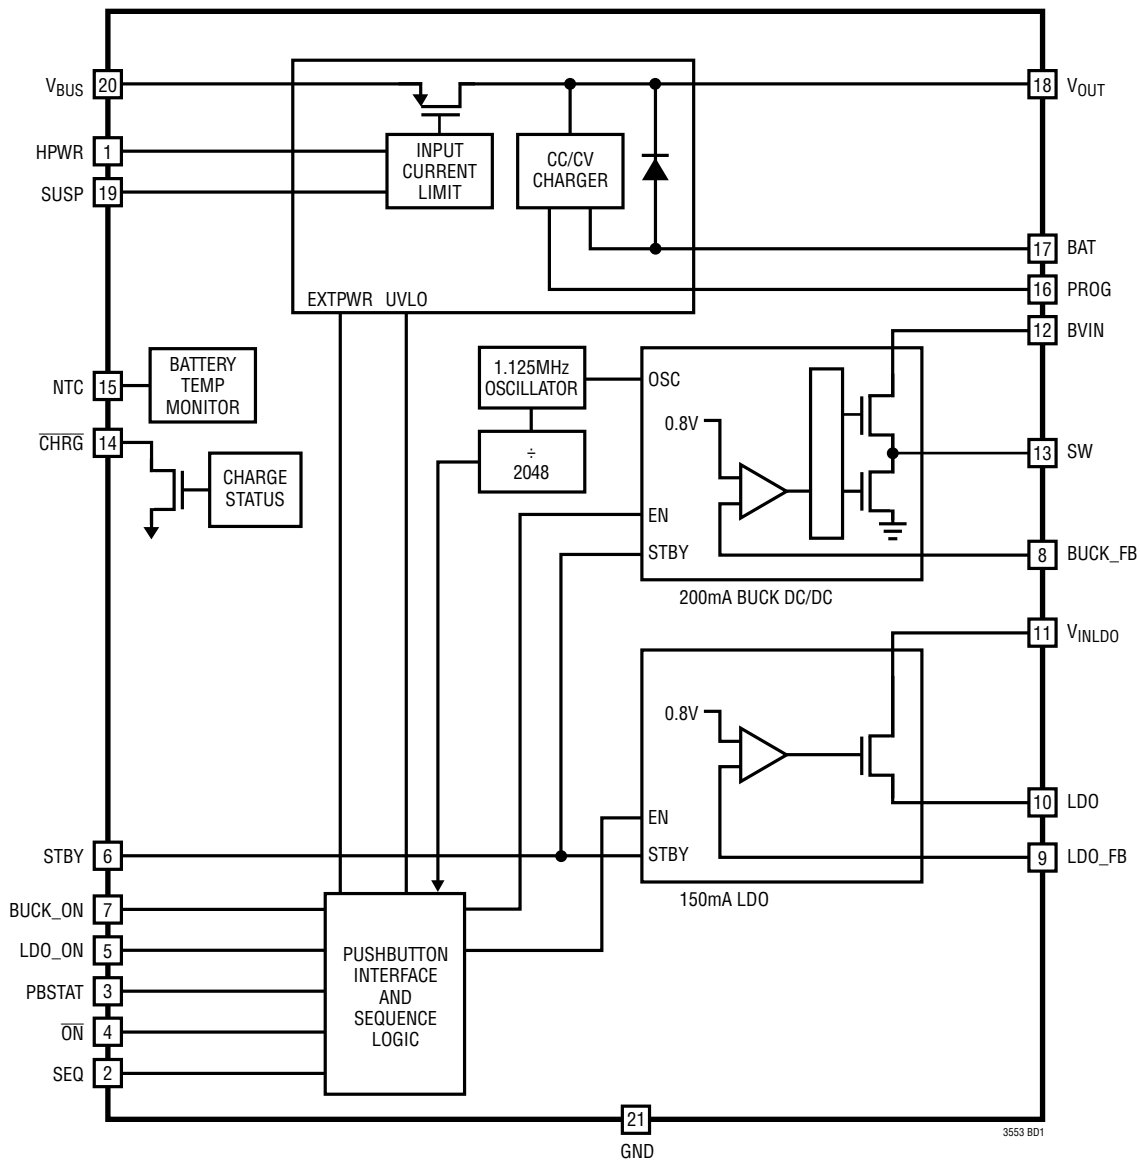 V_BUS 20
18 V_OUT
HPWR 1
SUSP 19
INPUT
CURRENT
LIMIT
CC/CV
CHARGER
17 BAT
16 PROG
EXTPWR UVLO
12 BVIN
NTC 15
BATTERY
TEMP
MONITOR
1.125MHz
OSCILLATOR
OSC
0.8V
C̅H̅R̅G̅ 14
CHARGE
STATUS
÷
2048
13 SW
EN
STBY
8 BUCK_FB
200mA BUCK DC/DC
11 V_INLDO
0.8V
10 LDO
EN
STBY
9 LDO_FB
150mA LDO
STBY 6
BUCK_ON 7
LDO_ON 5
PBSTAT 3
O̅N̅ 4
SEQ 2
PUSHBUTTON
INTERFACE
AND
SEQUENCE
LOGIC
21
GND
3553 BD1